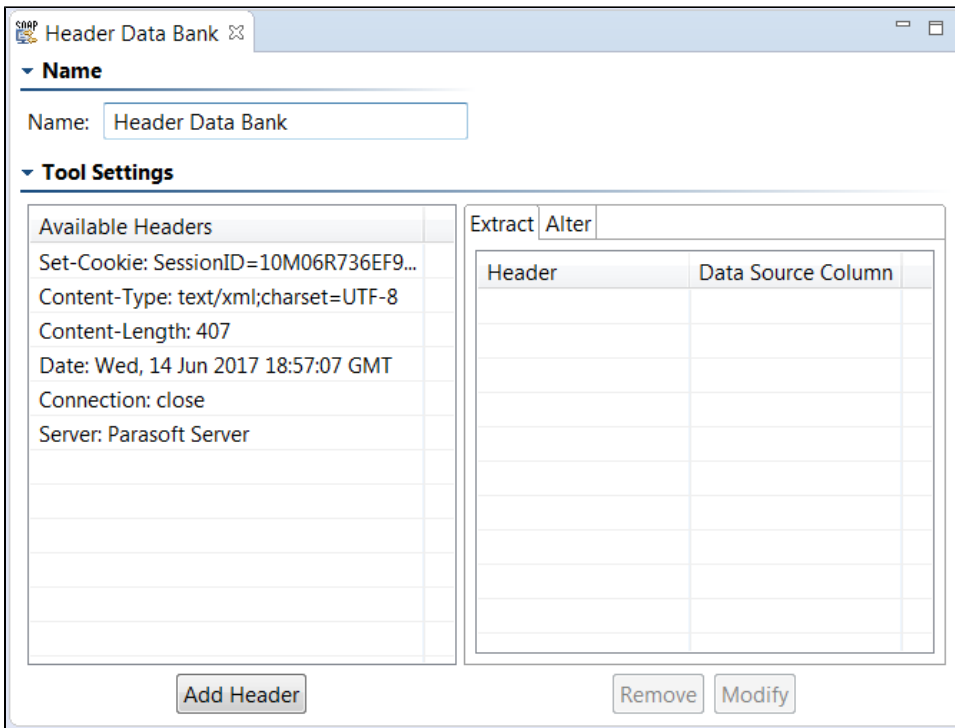 SOAP
Header Data Bank
Name
Name: Header Data Bank
Tool Settings
Available Headers
Set-Cookie: SessionID=10M06R736EF9...
Content-Type: text/xml;charset=UTF-8
Content-Length: 407
Date: Wed, 14 Jun 2017 18:57:07 GMT
Connection: close
Server: Parasoft Server
Add Header
Extract Alter
Header Data Source Column
Remove Modify